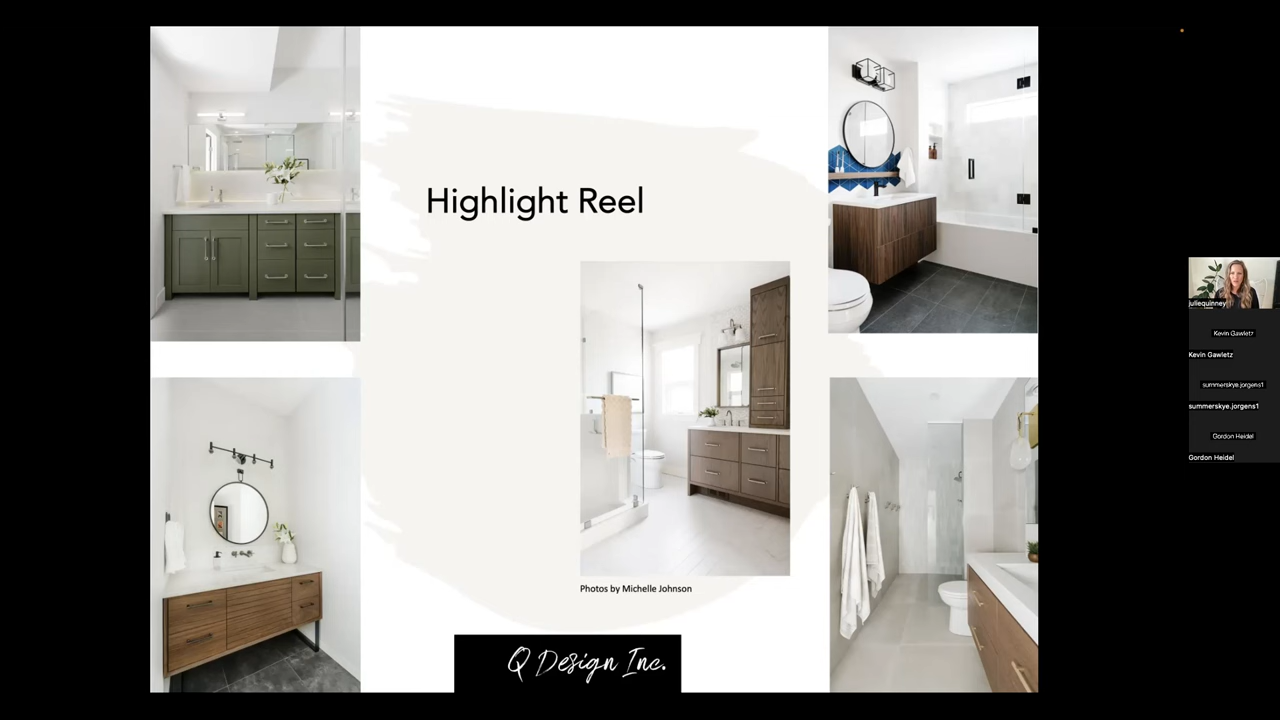 Highlight Reel
Photos by Michelle Johnson
Q Design Inc.
juliequinney
Kevin Gawletz
Kevin Gawletz
summerskye.jorgens1
summerskye.jorgens1
Gordon Heidel
Gordon Heidel